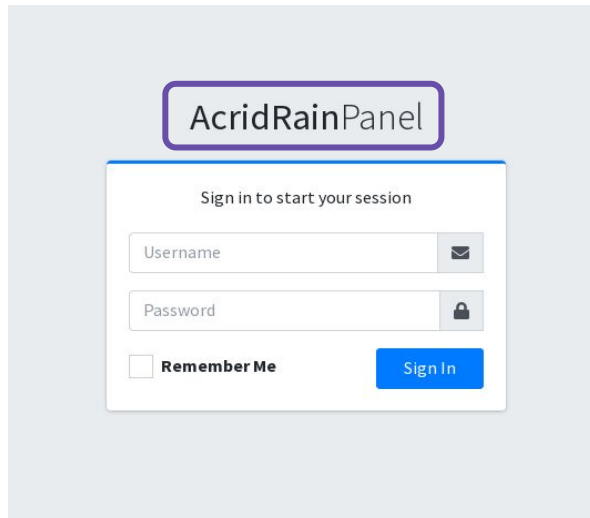 AcridRainPanel
Sign in to start your session
Username
Password
Remember Me
Sign In